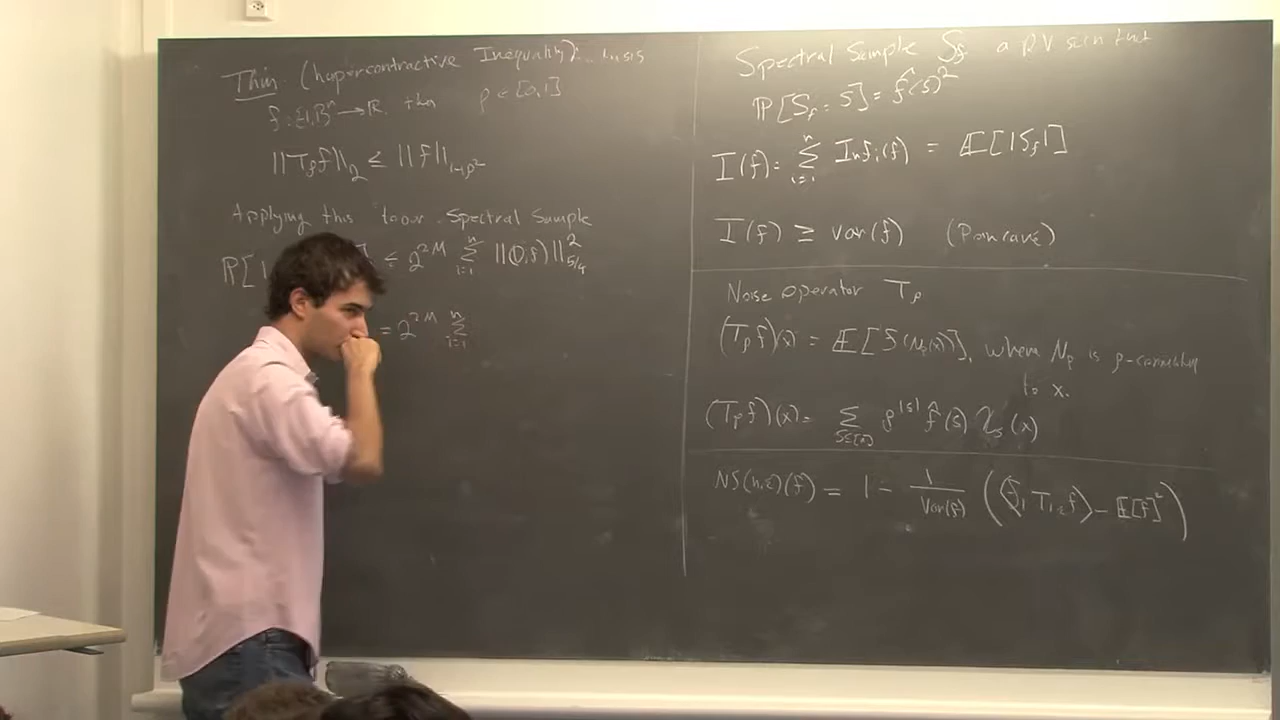 Thm. (hypercontractive Inequality)
f: {±1}^n → ℝ. then ρ ∈ [0,1]
||T_ρ f||_2 ≤ ||f||_{1+ρ^2}
Applying this to our Spectral Sample
P[1 ≤ 2^{2M} Σ_{i=1}^n ||D_i f||_{5/4}^2
= 2^{2M} Σ_{i=1}^n
Spectral Sample S_f a RV such that
P[S_f = S] = f̂(S)^2
I(f) = Σ_{i=1}^n Inf_i(f) = E[|S_f|]
I(f) ≥ var(f) (Poincaré)
Noise operator T_ρ
(T_ρ f)(x) = E[f(N_ρ(x))], where N_ρ is ρ-correlated
to x.
(T_ρ f)(x) = Σ_{S⊆[n]} ρ^{|S|} f̂(S) χ_S(x)
NS(n,ε)(f) = 1 - 1/Var(f) (⟨f, T_{1-ε} f⟩ - E[f]^2)